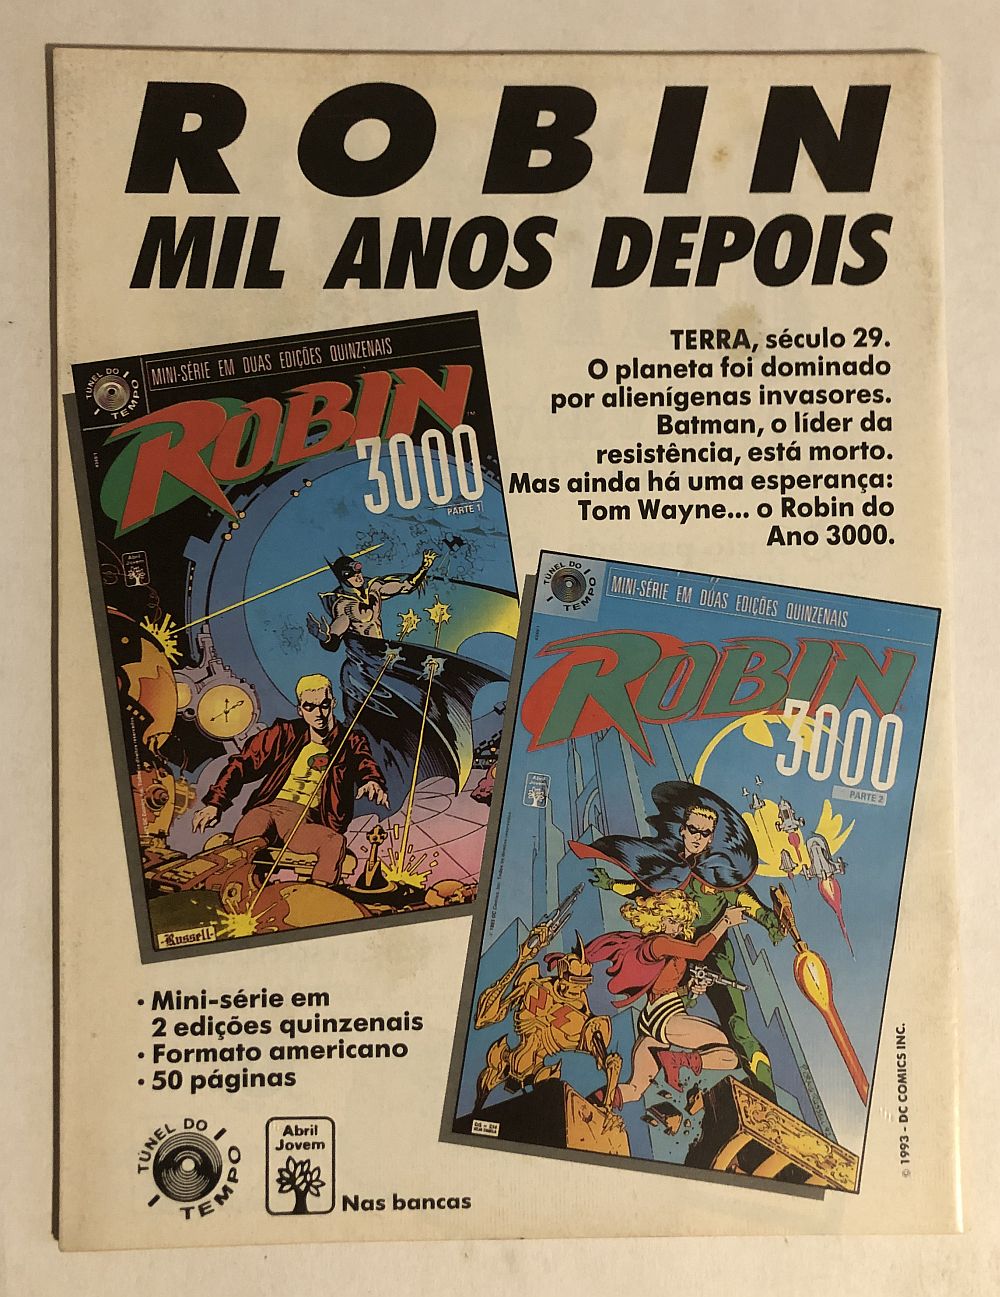 ROBIN
MIL ANOS DEPOIS
TERRA, século 29.
O planeta foi dominado
por alienígenas invasores.
Batman, o líder da
resistência, está morto.
Mas ainda há uma esperança:
Tom Wayne... o Robin do
Ano 3000.
TÚNEL DO TEMPO
MINI-SÉRIE EM DUAS EDIÇÕES QUINZENAIS
ROBIN
3000
PARTE 1
Abril
Jovem
Russell
TÚNEL DO TEMPO
MINI-SÉRIE EM DUAS EDIÇÕES QUINZENAIS
ROBIN
3000
PARTE 2
Abril
Jovem
• Mini-série em
2 edições quinzenais
• Formato americano
• 50 páginas
TÚNEL DO TEMPO
Abril
Jovem
Nas bancas
© 1993 - DC COMICS INC.